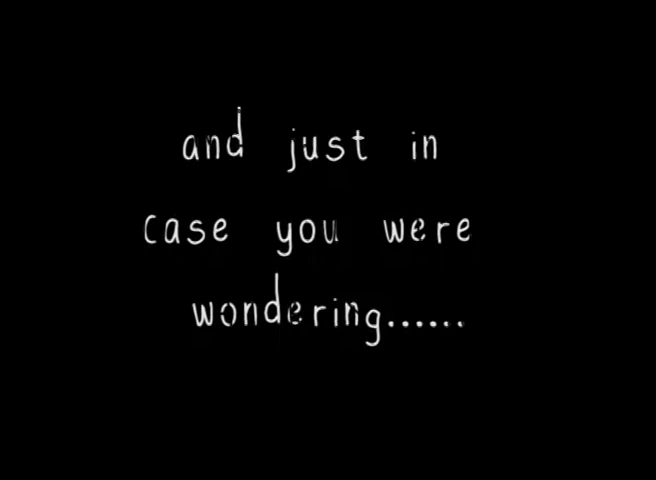 and just in
case you were
wondering......